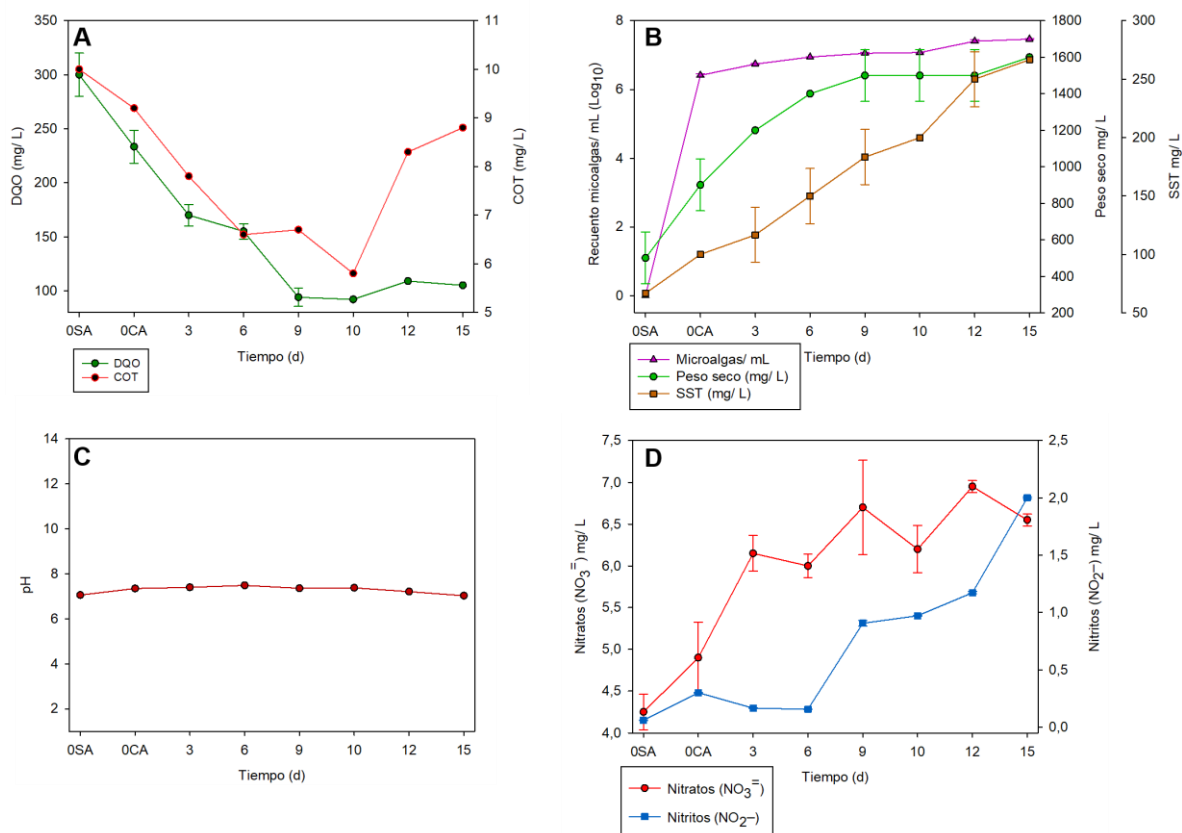 A
DQO (mg/ L)
350
300
250
200
150
100
COT (mg/ L)
11
10
9
8
7
6
5
0SA 0CA 3 6 9 10 12 15
Tiempo (d)
DQO
COT
B
Recuento micoalgas/ mL (Log10)
8
6
4
2
0
Peso seco mg/ L
1800
1600
1400
1200
1000
800
600
400
200
SST mg/ L
300
250
200
150
100
50
0SA 0CA 3 6 9 10 12 15
Tiempo (d)
Microalgas/ mL
Peso seco (mg/ L)
SST (mg/ L)
C
pH
14
12
10
8
6
4
2
0SA 0CA 3 6 9 10 12 15
Tiempo (d)
D
Nitratos (NO3=) mg/ L
7,5
7,0
6,5
6,0
5,5
5,0
4,5
4,0
Nitritos (NO2–) mg/ L
2,5
2,0
1,5
1,0
0,5
0,0
0SA 0CA 3 6 9 10 12 15
Tiempo (d)
Nitratos (NO3=)
Nitritos (NO2–)